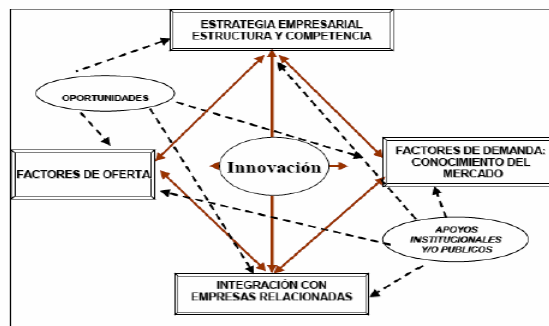 ESTRATEGIA EMPRESARIAL
ESTRUCTURA Y COMPETENCIA
OPORTUNIDADES
Innovación
FACTORES DE OFERTA
FACTORES DE DEMANDA:
CONOCIMIENTO DEL
MERCADO
APOYOS
INSTITUCIONALES
Y/O PUBLICOS
INTEGRACIÓN CON
EMPRESAS RELACIONADAS